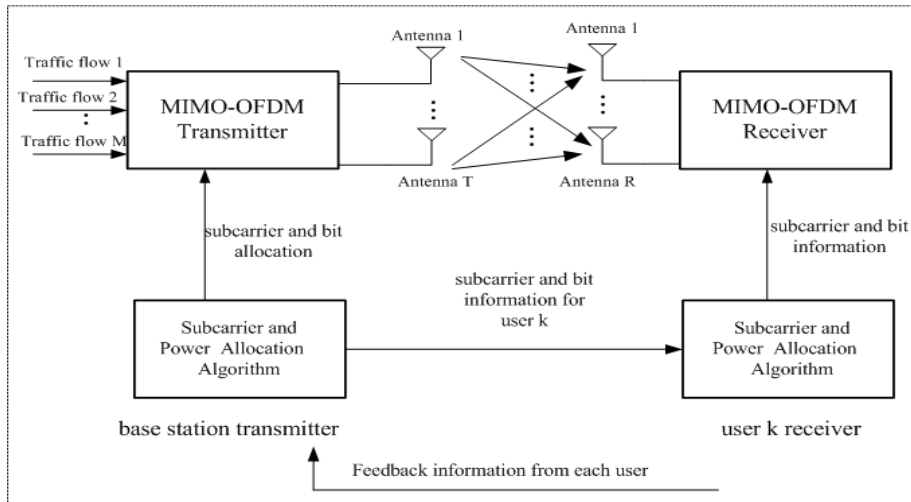 Antenna 1
Antenna 1
Traffic flow 1
Traffic flow 2
Traffic flow M
MIMO-OFDM
Transmitter
MIMO-OFDM
Receiver
Antenna T
Antenna R
subcarrier and bit
allocation
subcarrier and bit
information
subcarrier and bit
information for
user k
Subcarrier and
Power Allocation
Algorithm
Subcarrier and
Power Allocation
Algorithm
base station transmitter
user k receiver
Feedback information from each user